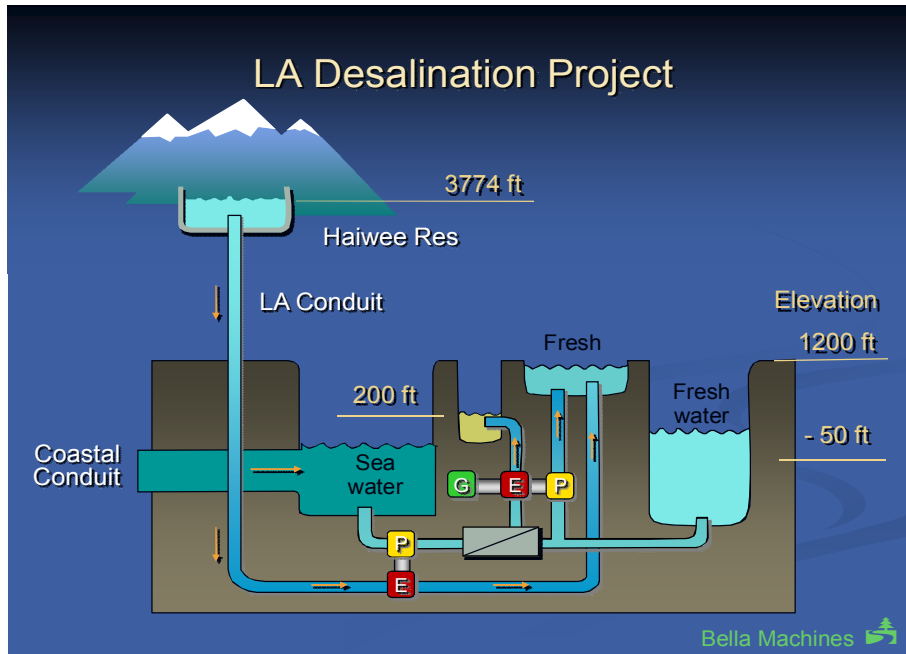 LA Desalination Project
3774 ft
Haiwee Res
LA Conduit
Elevation
1200 ft
Fresh
200 ft
Fresh
water
- 50 ft
Coastal
Conduit
Sea
water
G
E
P
P
E
Bella Machines